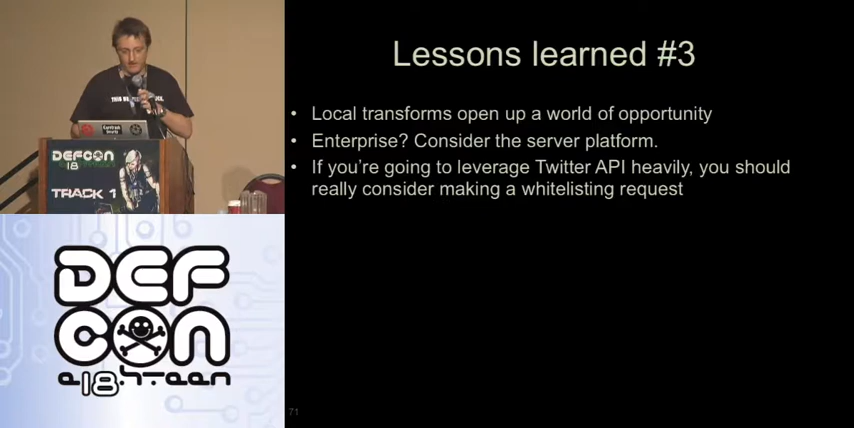 Lessons learned #3
• Local transforms open up a world of opportunity
• Enterprise? Consider the server platform.
• If you're going to leverage Twitter API heavily, you should
really consider making a whitelisting request
DEFCON
18
TRACK 1
DEF
CON
71